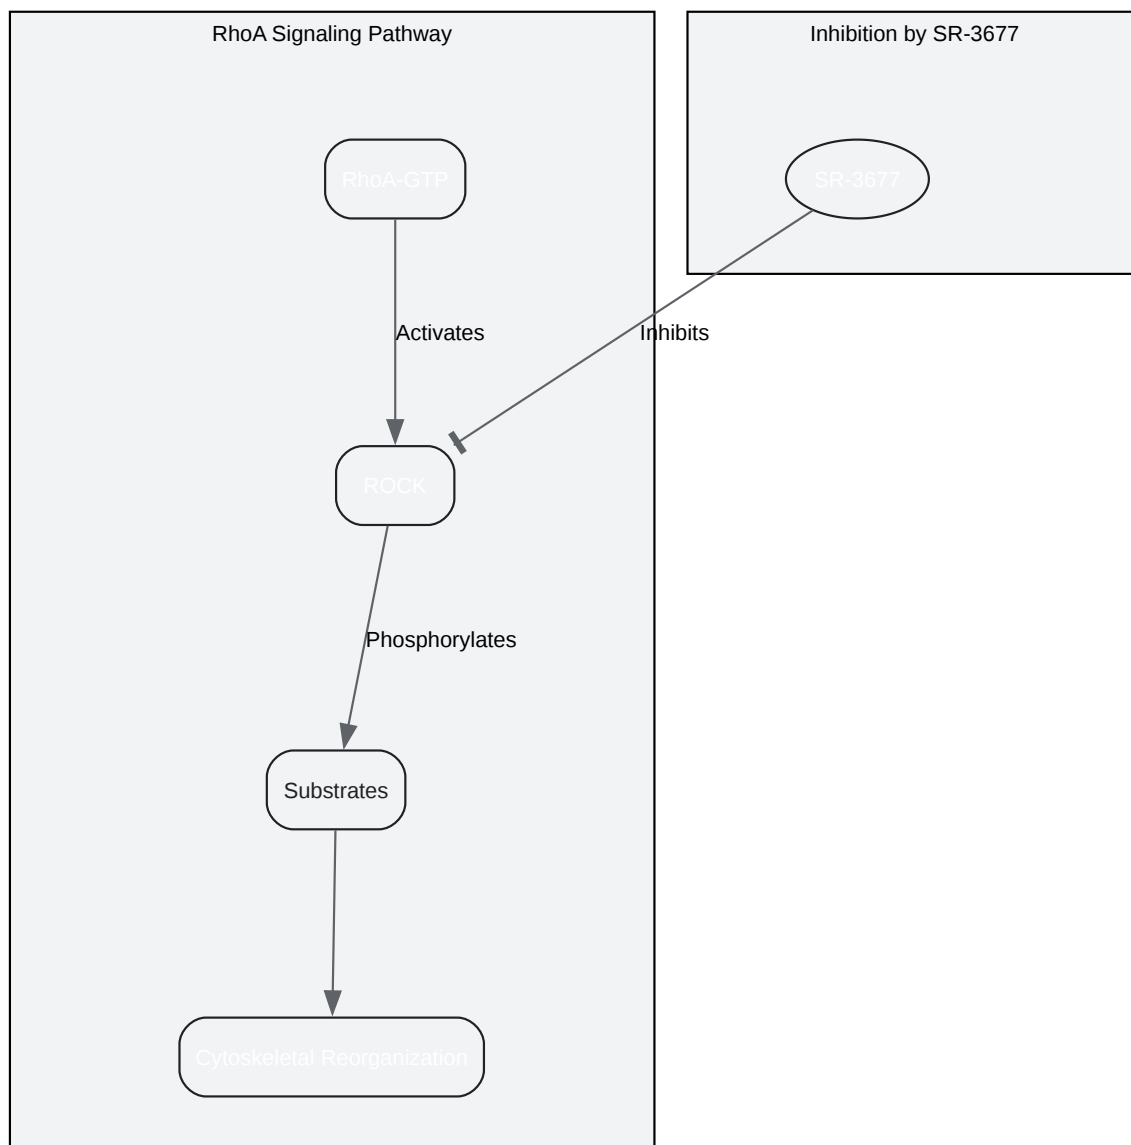 RhoA Signaling Pathway
Inhibition by SR-3677
RhoA-GTP
SR-3677
Activates
Inhibits
ROCK
Phosphorylates
Substrates
Cytoskeletal Reorganization